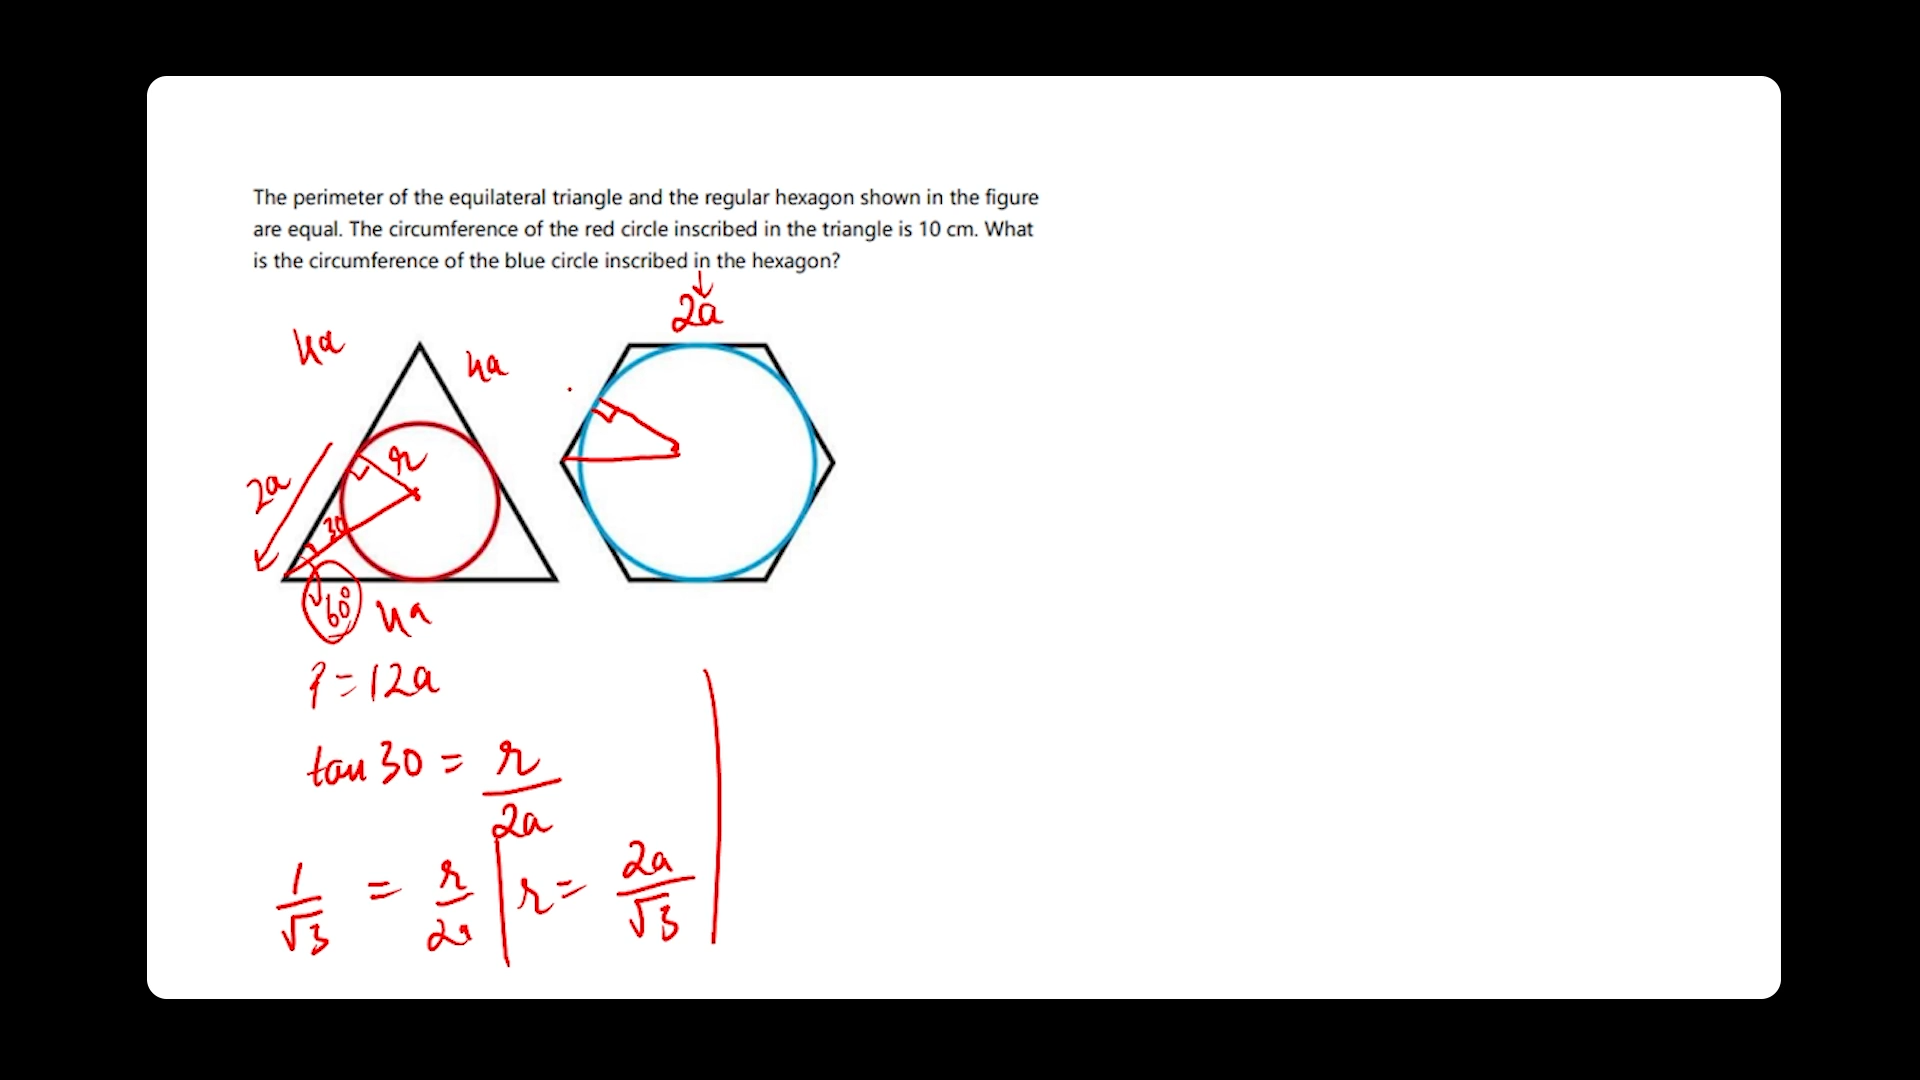 The perimeter of the equilateral triangle and the regular hexagon shown in the figure
are equal. The circumference of the red circle inscribed in the triangle is 10 cm. What
is the circumference of the blue circle inscribed in the hexagon?
2a
4a
4a
r
2a
30
60°
4a
P = 12a
tan 30 = r/2a
1/√3 = r/2a | r = 2a/√3